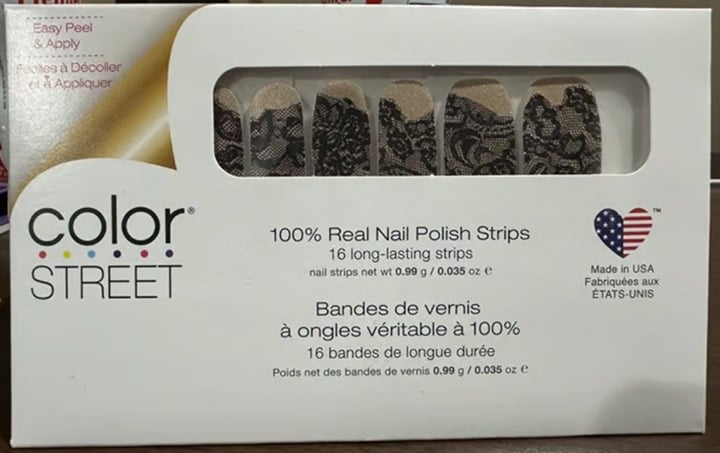 Easy Peel
& Apply
Faciles à Décoller
et à Appliquer
color®
STREET
100% Real Nail Polish Strips
16 long-lasting strips
nail strips net wt 0.99 g / 0.035 oz e
Bandes de vernis
à ongles véritable à 100%
16 bandes de longue durée
Poids net des bandes de vernis 0.99 g / 0.035 oz e
TM
Made in USA
Fabriquées aux
ÉTATS-UNIS